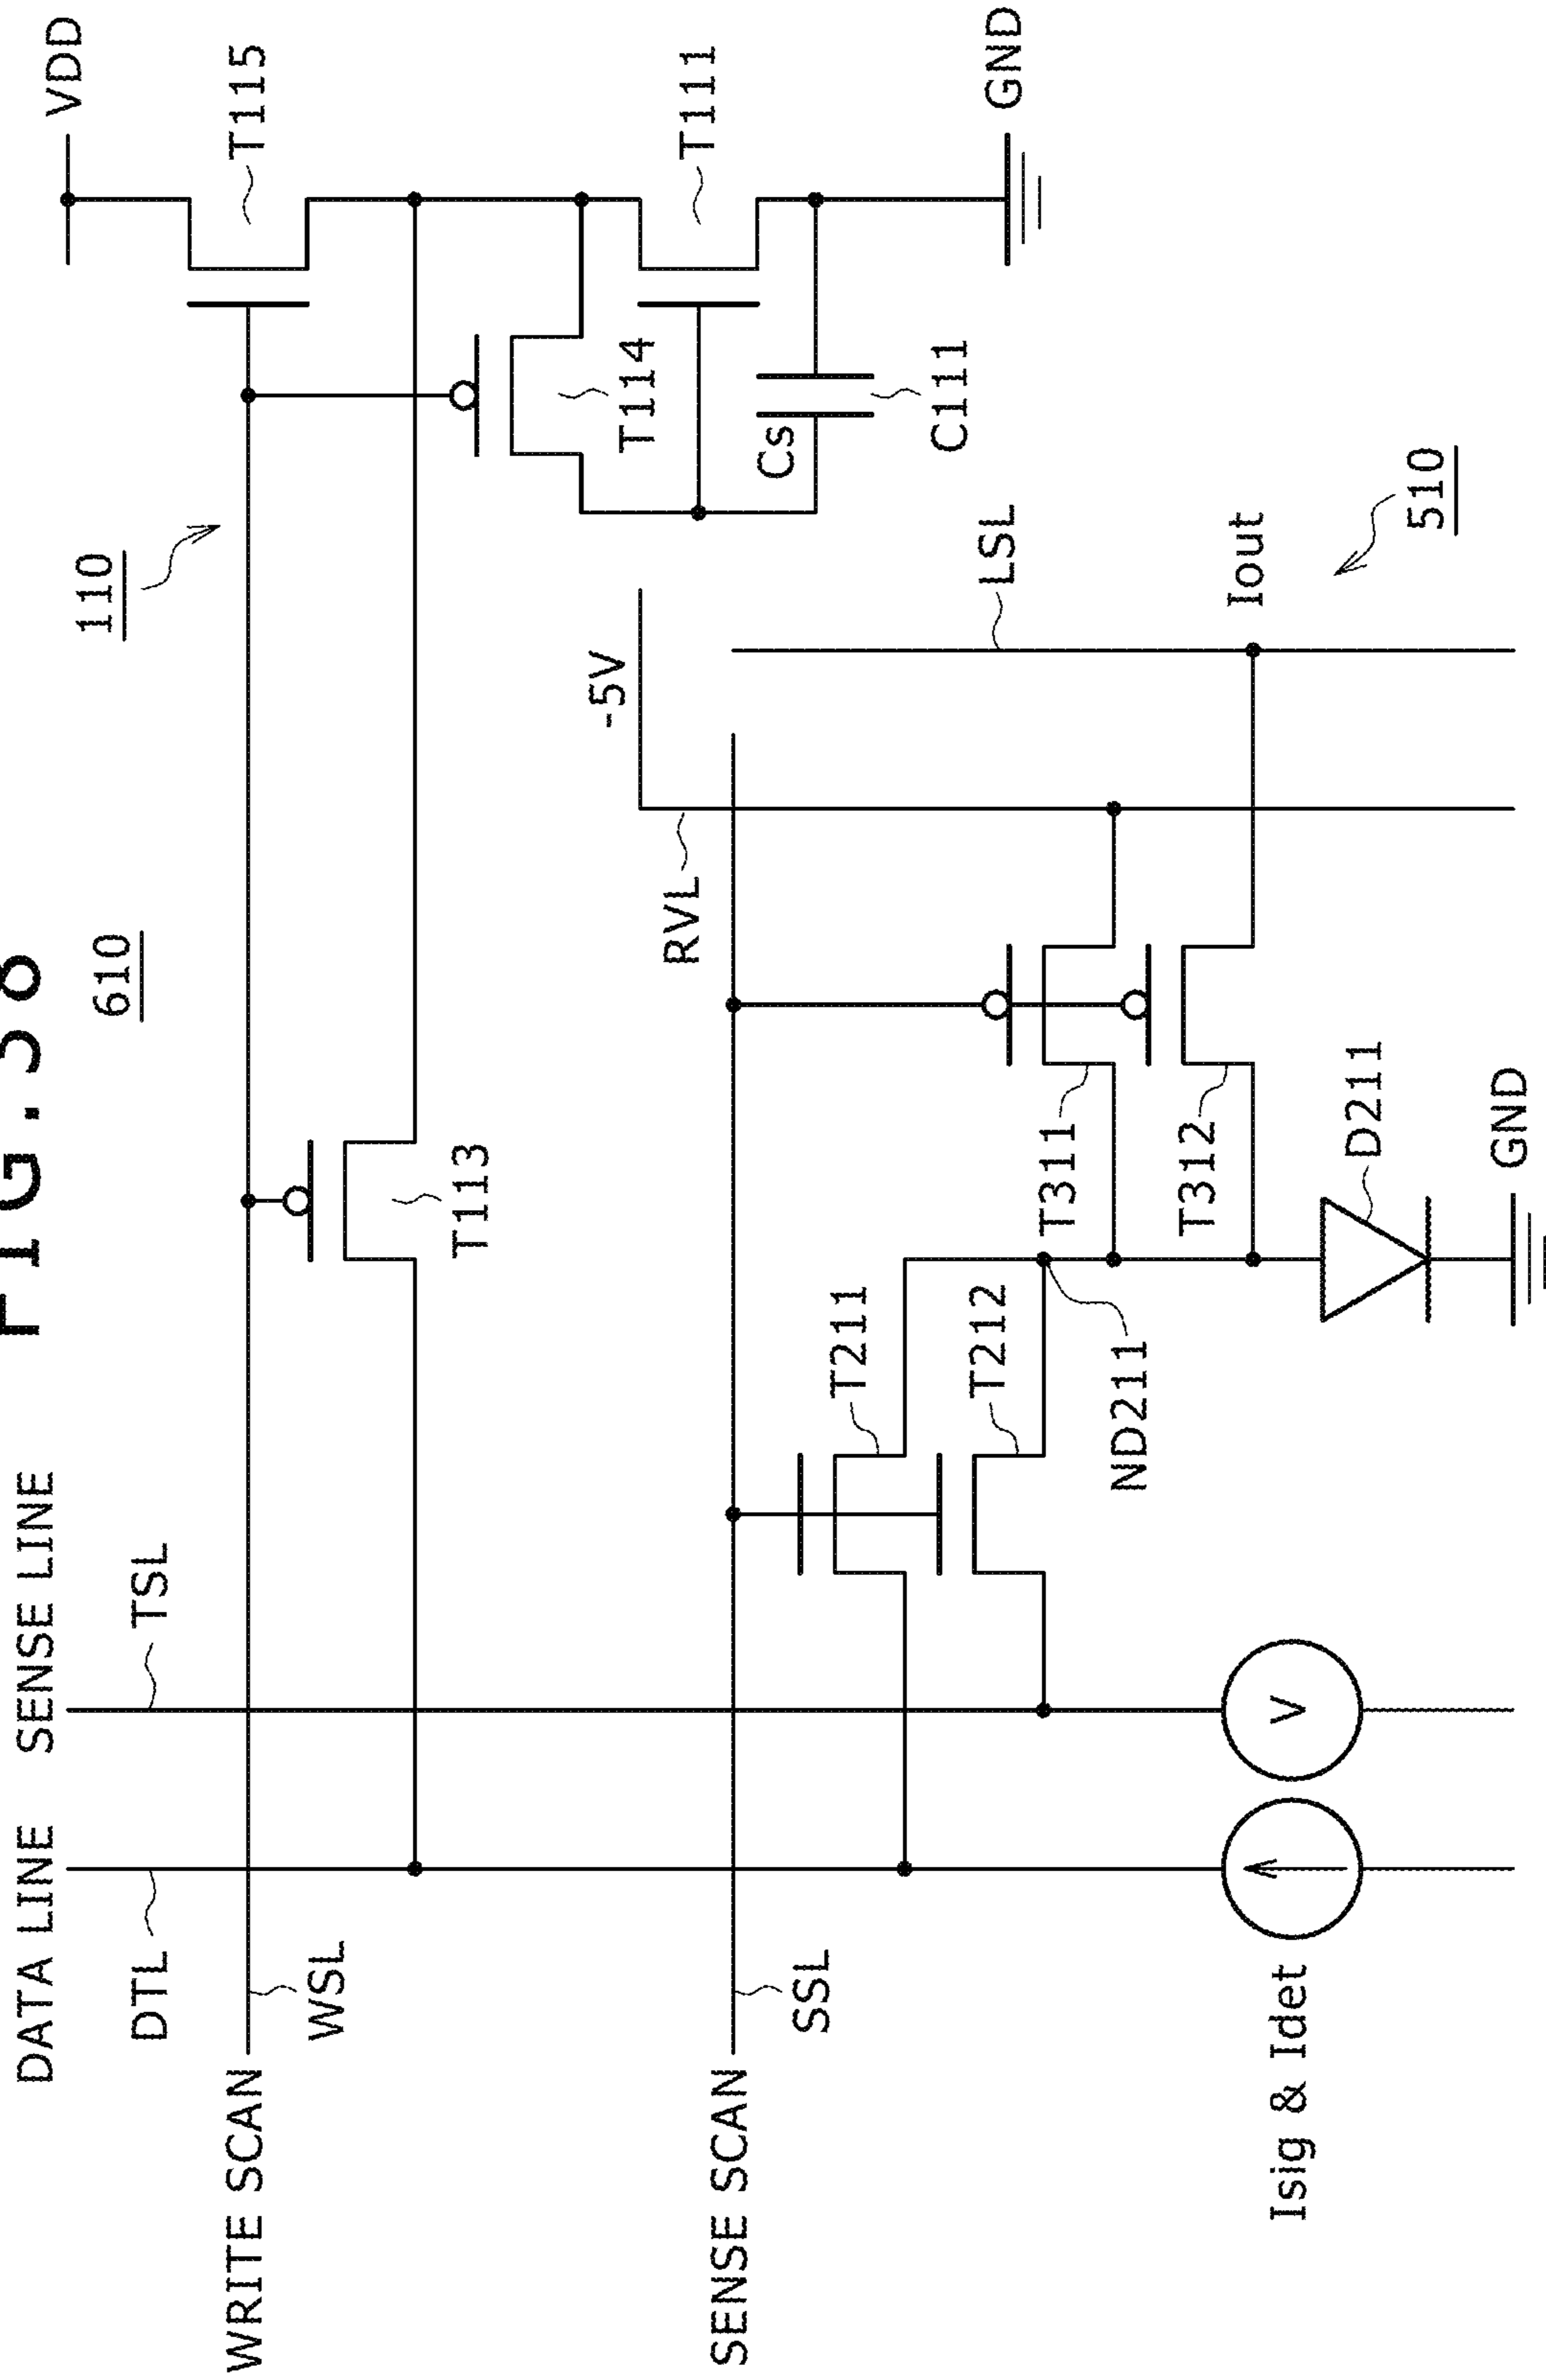 FIG. 38
610
DATA LINE
SENSE LINE
DTL
TSL
110
VDD
WRITE SCAN
WSL
T115
T113
T114
T111
Cs
C111
GND
-5V
SENSE SCAN
SSL
RVL
LSL
T211
T212
ND211
T311
T312
Iout
510
Isig & Idet
V
D211
GND